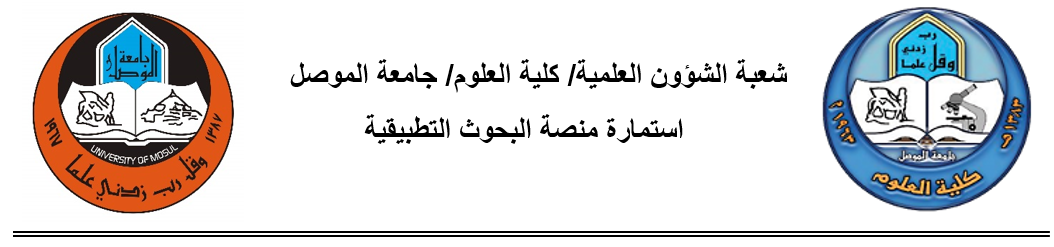 شعبة الشؤون العلمية/ كلية العلوم/ جامعة الموصل
استمارة منصة البحوث التطبيقية
رب
زدني
وقل علما
جامعة الموصل
١٣٨٣ هـ
١٩٦٣ م
كلية العلوم
جامعة
الموصل
UNIVERSITY OF MOSUL
١٩٦٧
١٣٨٧
وقل رب زدني علما